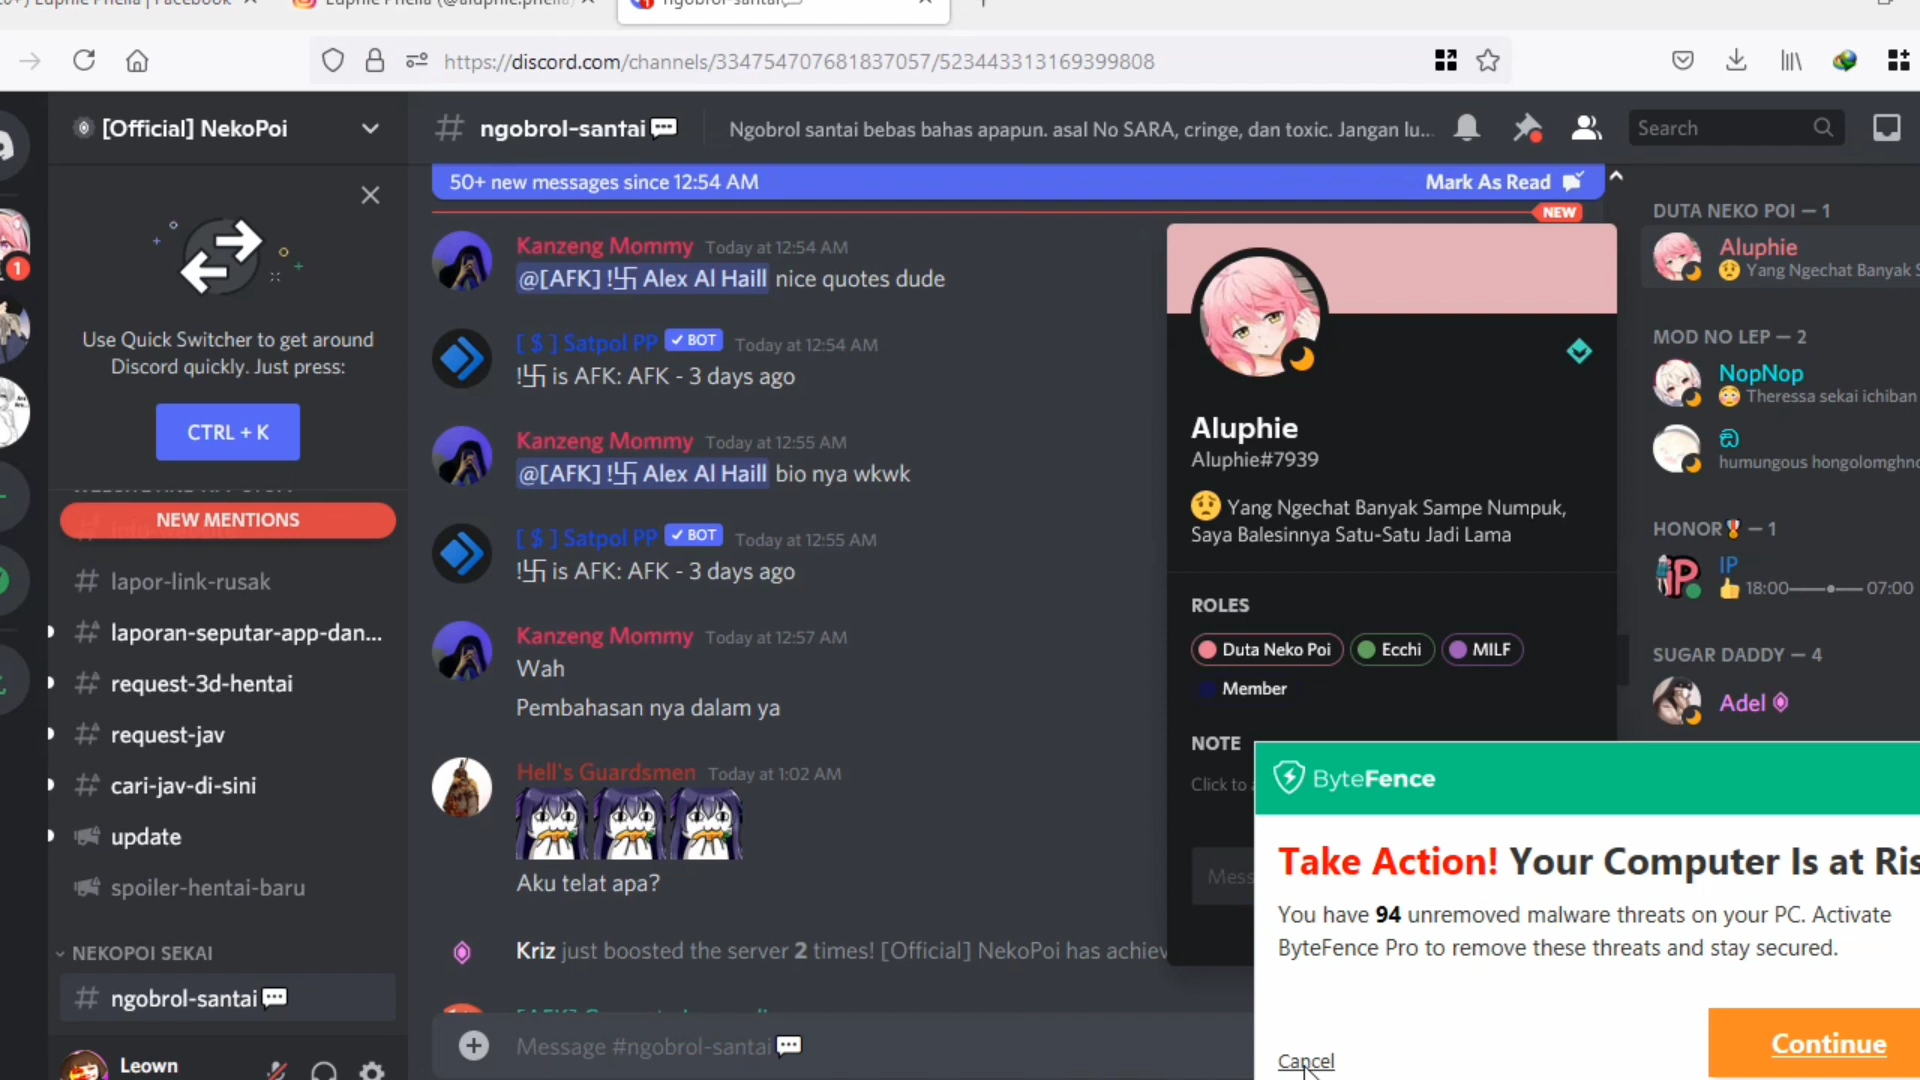 https://discord.com/channels/334754707681837057/523443313169399808
[Official] NekoPoi
ngobrol-santai💬
Ngobrol santai bebas bahas apapun. asal No SARA, cringe, dan toxic. Jangan lu...
Search
Use Quick Switcher to get around
Discord quickly. Just press:
CTRL + K
NEW MENTIONS
lapor-link-rusak
laporan-seputar-app-dan...
request-3d-hentai
request-jav
cari-jav-di-sini
update
spoiler-hentai-baru
NEKOPOI SEKAI
ngobrol-santai💬
Leown
50+ new messages since 12:54 AM
Mark As Read
NEW
Kanzeng Mommy Today at 12:54 AM
@[AFK] !卐 Alex Al Haill nice quotes dude
[ $ ] Satpol PP ✓ BOT Today at 12:54 AM
!卐 is AFK: AFK - 3 days ago
Kanzeng Mommy Today at 12:55 AM
@[AFK] !卐 Alex Al Haill bio nya wkwk
[ $ ] Satpol PP ✓ BOT Today at 12:55 AM
!卐 is AFK: AFK - 3 days ago
Kanzeng Mommy Today at 12:57 AM
Wah
Pembahasan nya dalam ya
Hell's Guardsmen Today at 1:02 AM
Aku telat apa?
Kriz just boosted the server 2 times! [Official] NekoPoi has achiev
Message #ngobrol-santai💬
Aluphie
Aluphie#7939
😟 Yang Ngechat Banyak Sampe Numpuk,
Saya Balesinnya Satu-Satu Jadi Lama
ROLES
Duta Neko Poi
Ecchi
MILF
Member
NOTE
Click to
Mess
DUTA NEKO POI — 1
Aluphie
😟 Yang Ngechat Banyak S
MOD NO LEP — 2
NopNop
😳 Theressa sekai ichiban
humungous hongolomghn
HONOR🎖 — 1
IP
👍 18:00 07:00
SUGAR DADDY — 4
Adel
ByteFence
Take Action! Your Computer Is at Ris
You have 94 unremoved malware threats on your PC. Activate
ByteFence Pro to remove these threats and stay secured.
Cancel
Continue